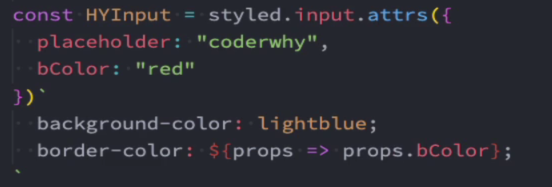 const HYInput = styled.input.attrs({
  placeholder: "coderwhy",
  bColor: "red"
})`
  background-color: lightblue;
  border-color: ${props => props.bColor};
`